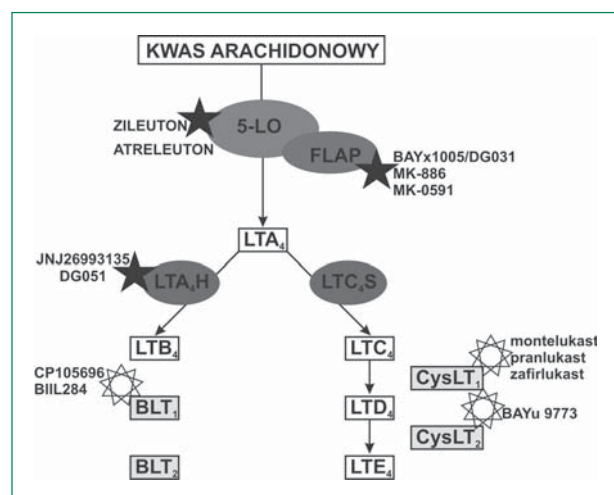 KWAS ARACHIDONOWY
5-LO
ZILEUTON
ATRELEUTON
FLAP
BAYx1005/DG031
MK-886
MK-0591
LTA₄
JNJ26993135
DG051
LTA₄H
LTC₄S
LTB₄
LTC₄
montelukast
pranlukast
zafirlukast
CysLT₁
CP105696
BIIL284
BLT₁
LTD₄
BAYu 9773
CysLT₂
BLT₂
LTE₄